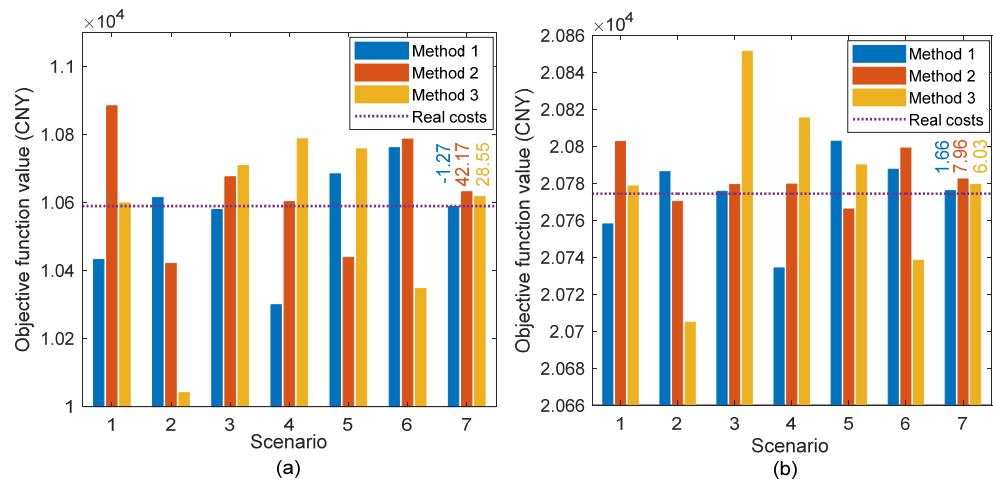 ×10⁴
Objective function value (CNY)
1.1
1.08
1.06
1.04
1.02
1
Method 1
Method 2
Method 3
Real costs
-1.27
42.17
28.55
1 2 3 4 5 6 7
Scenario
(a)
×10⁴
Objective function value (CNY)
2.086
2.084
2.082
2.08
2.078
2.076
2.074
2.072
2.07
2.068
2.066
Method 1
Method 2
Method 3
Real costs
1.66
7.96
6.03
1 2 3 4 5 6 7
Scenario
(b)